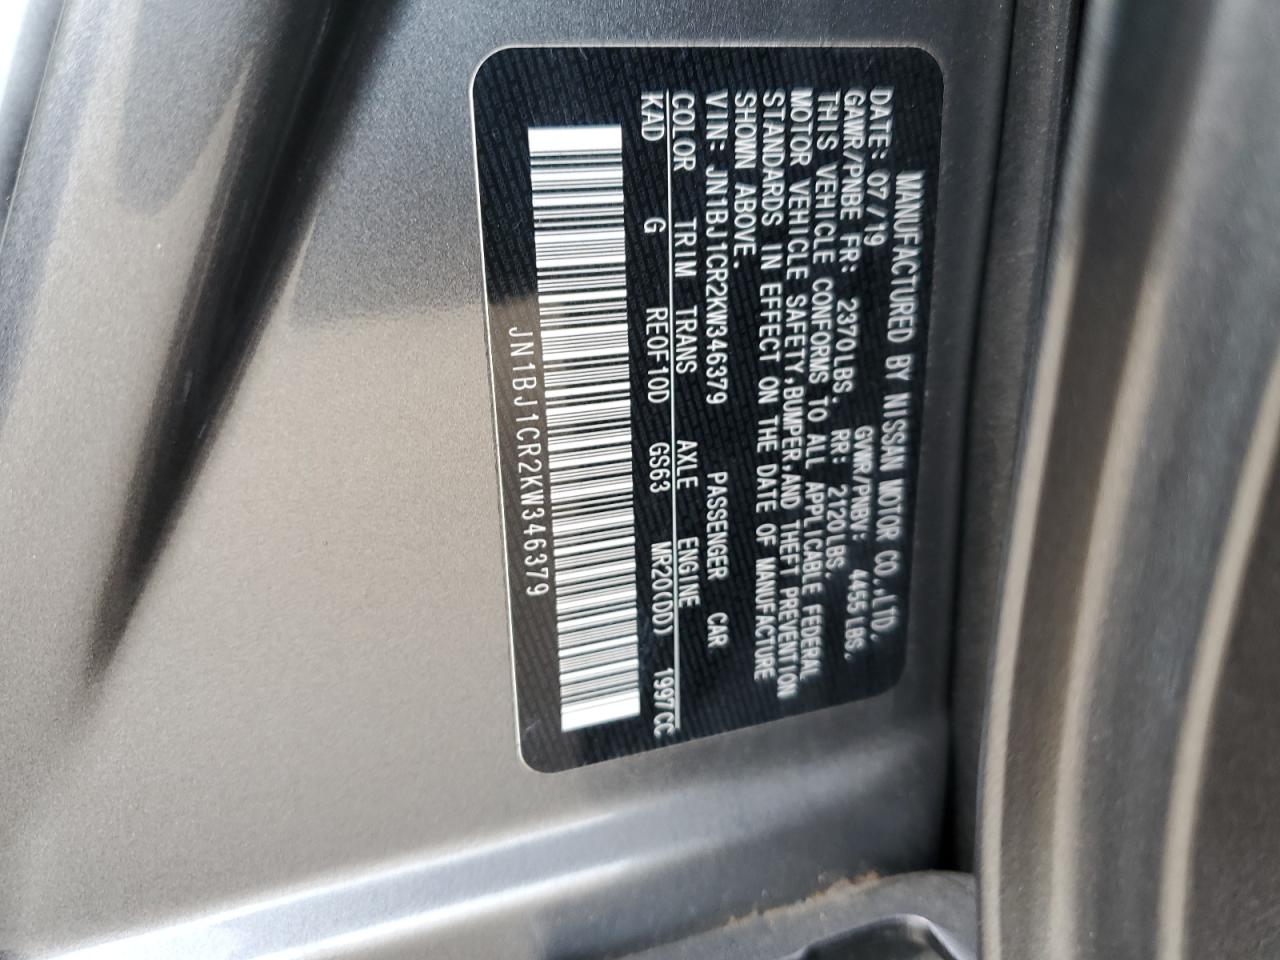 MANUFACTURED BY NISSAN MOTOR CO.,LTD.
DATE: 07/19 GVWR/PNBV: 4455LBS.
GAWR/PNBE FR: 2370LBS. RR: 2120LBS.
THIS VEHICLE CONFORMS TO ALL APPLICABLE FEDERAL
MOTOR VEHICLE SAFETY,BUMPER,AND THEFT PREVENTION
STANDARDS IN EFFECT ON THE DATE OF MANUFACTURE
SHOWN ABOVE.
VIN: JN1BJ1CR2KW346379 PASSENGER CAR
COLOR TRIM TRANS AXLE ENGINE
KAD G REOF10D GS63 MR20(DD) 1997CC
JN1BJ1CR2KW346379